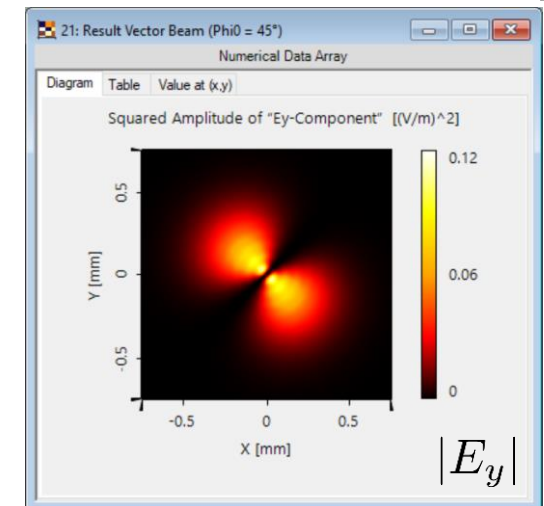 21: Result Vector Beam (Phi0 = 45°)
Numerical Data Array
Diagram Table Value at (x,y)
Squared Amplitude of “Ey-Component” [(V/m)^2]
0.12
0.5
Y [mm]
0
0.06
-0.5
0
-0.5 0 0.5
X [mm]
|E_y|